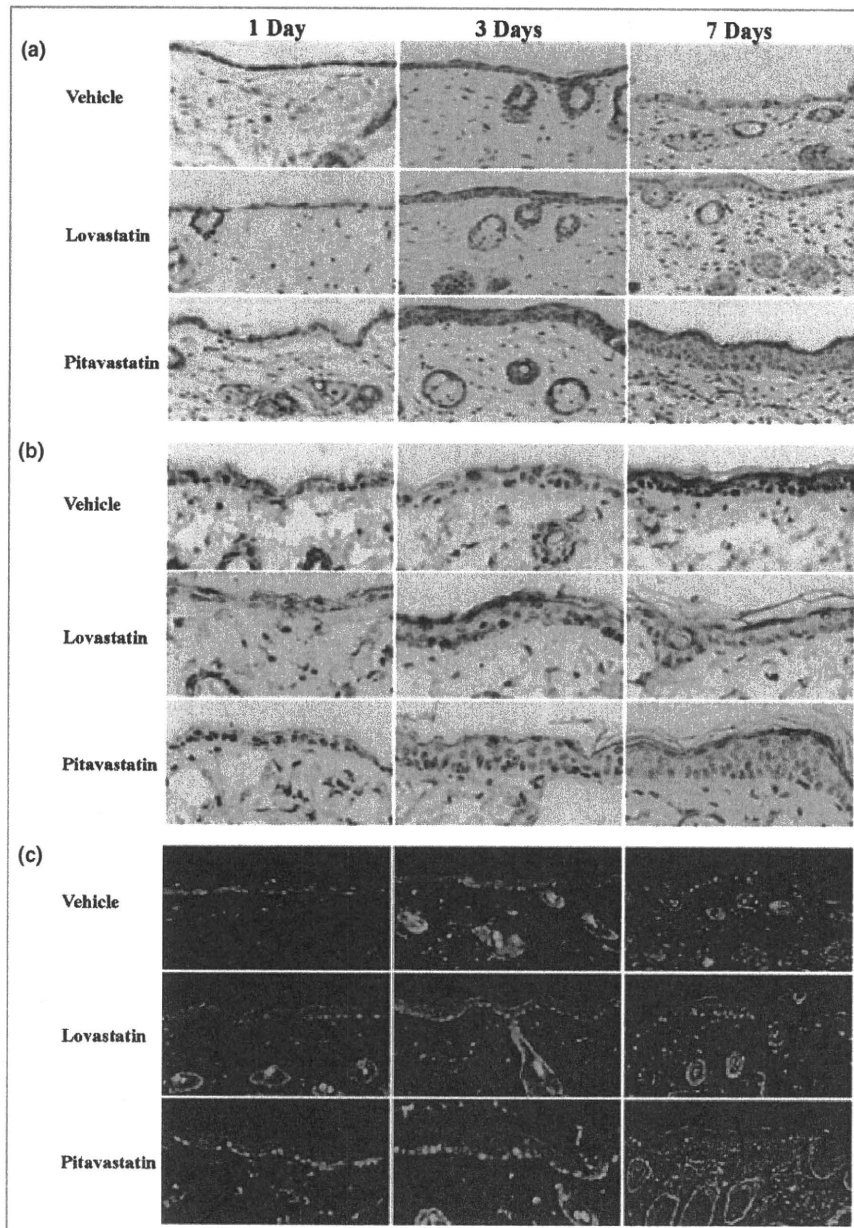 1 Day 3 Days 7 Days
(a)
Vehicle
Lovastatin
Pitavastatin
(b)
Vehicle
Lovastatin
Pitavastatin
(c)
Vehicle
Lovastatin
Pitavastatin